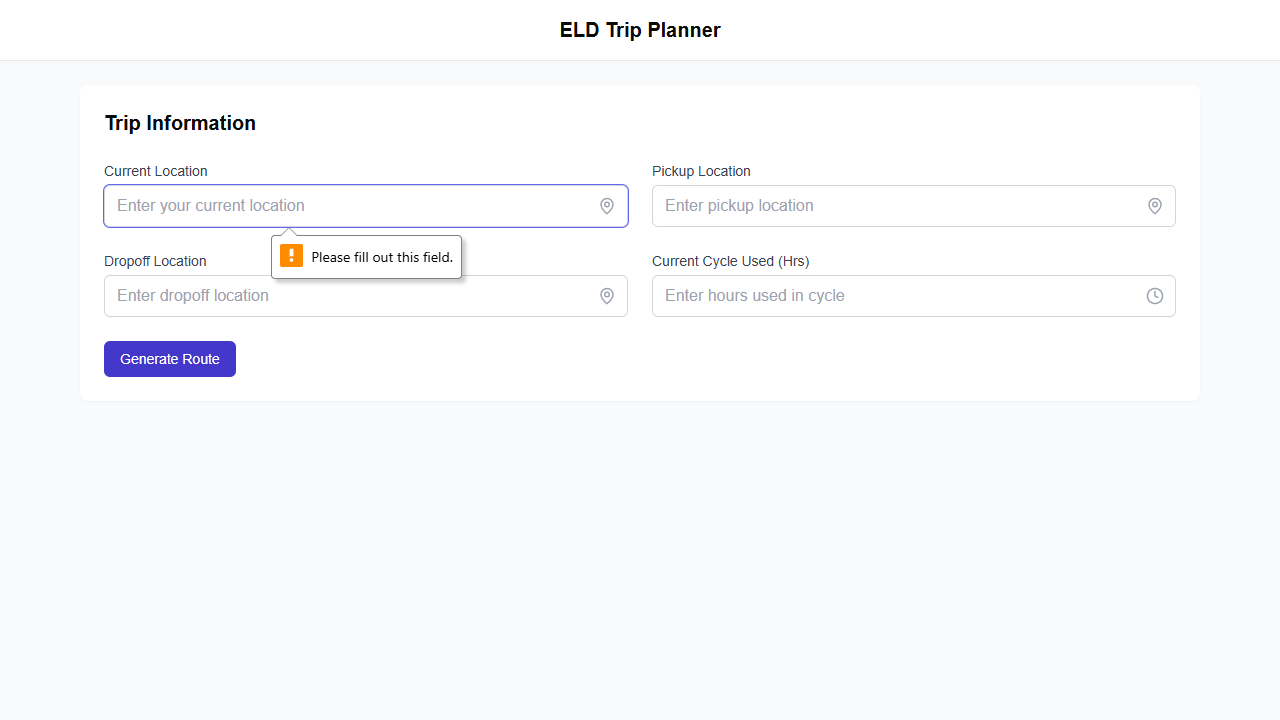 ELD Trip Planner
Trip Information
Current Location
Pickup Location
Enter your current location
Enter pickup location
Please fill out this field.
Dropoff Location
Current Cycle Used (Hrs)
Enter dropoff location
Enter hours used in cycle
Generate Route